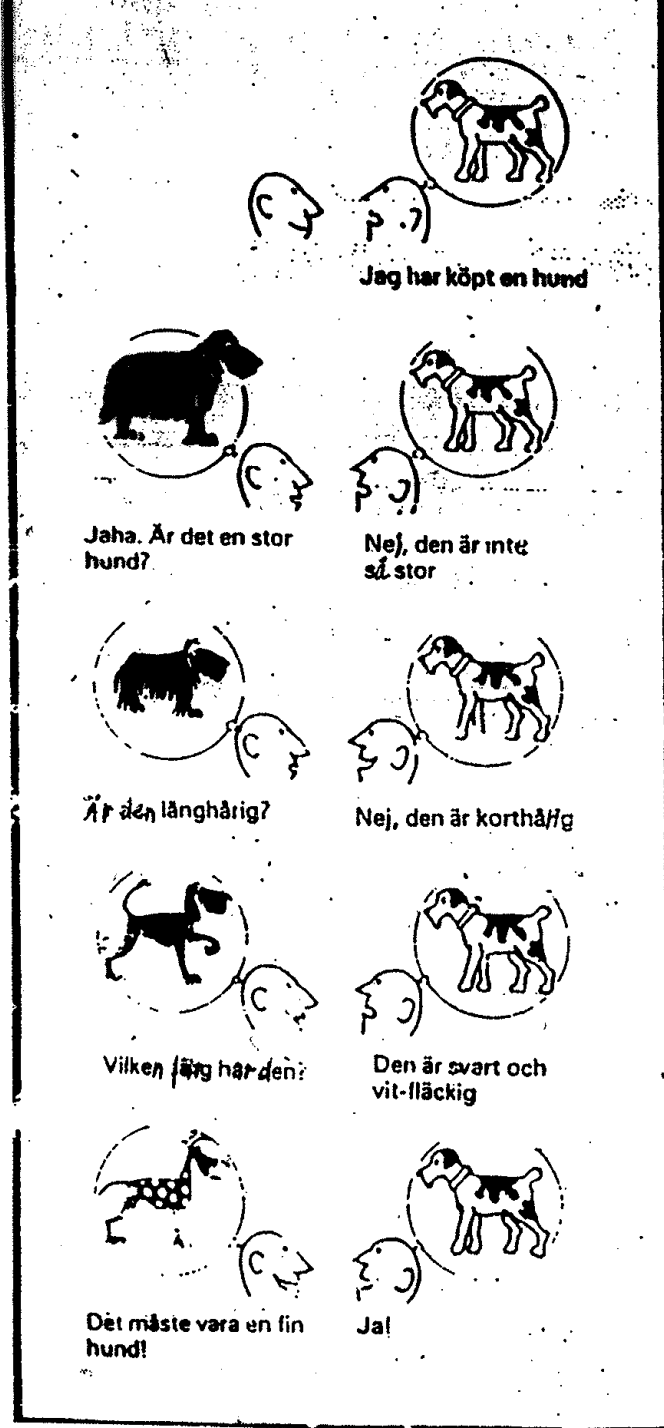 Jag har köpt en hund
Jaha. Är det en stor
hund?
Nej, den är inte
så stor
Är den långhårig?
Nej, den är korthårig
Vilken färg har den?
Den är svart och
vit-fläckig
Det måste vara en fin
hund!
Ja!